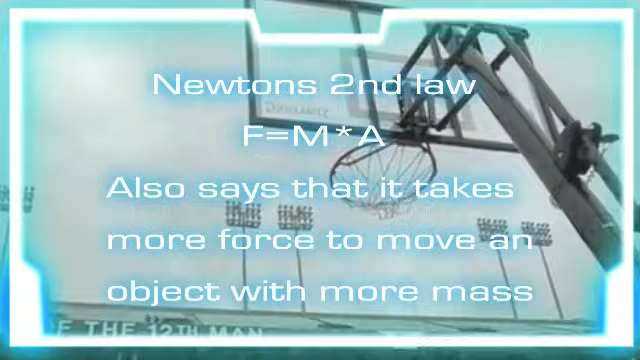 Newtons 2nd law
F=M*A
Also says that it takes
more force to move an
object with more mass
OF THE 12TH MAN